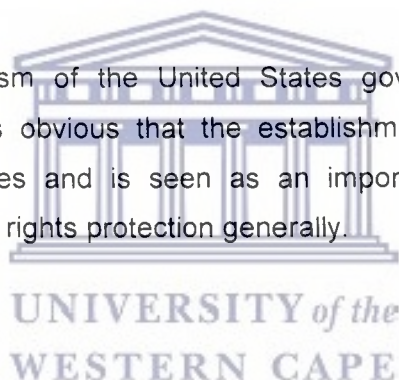 sm of the United States gov
s obvious that the establishm
es and is seen as an impor
rights protection generally.
UNIVERSITY of the
WESTERN CAPE